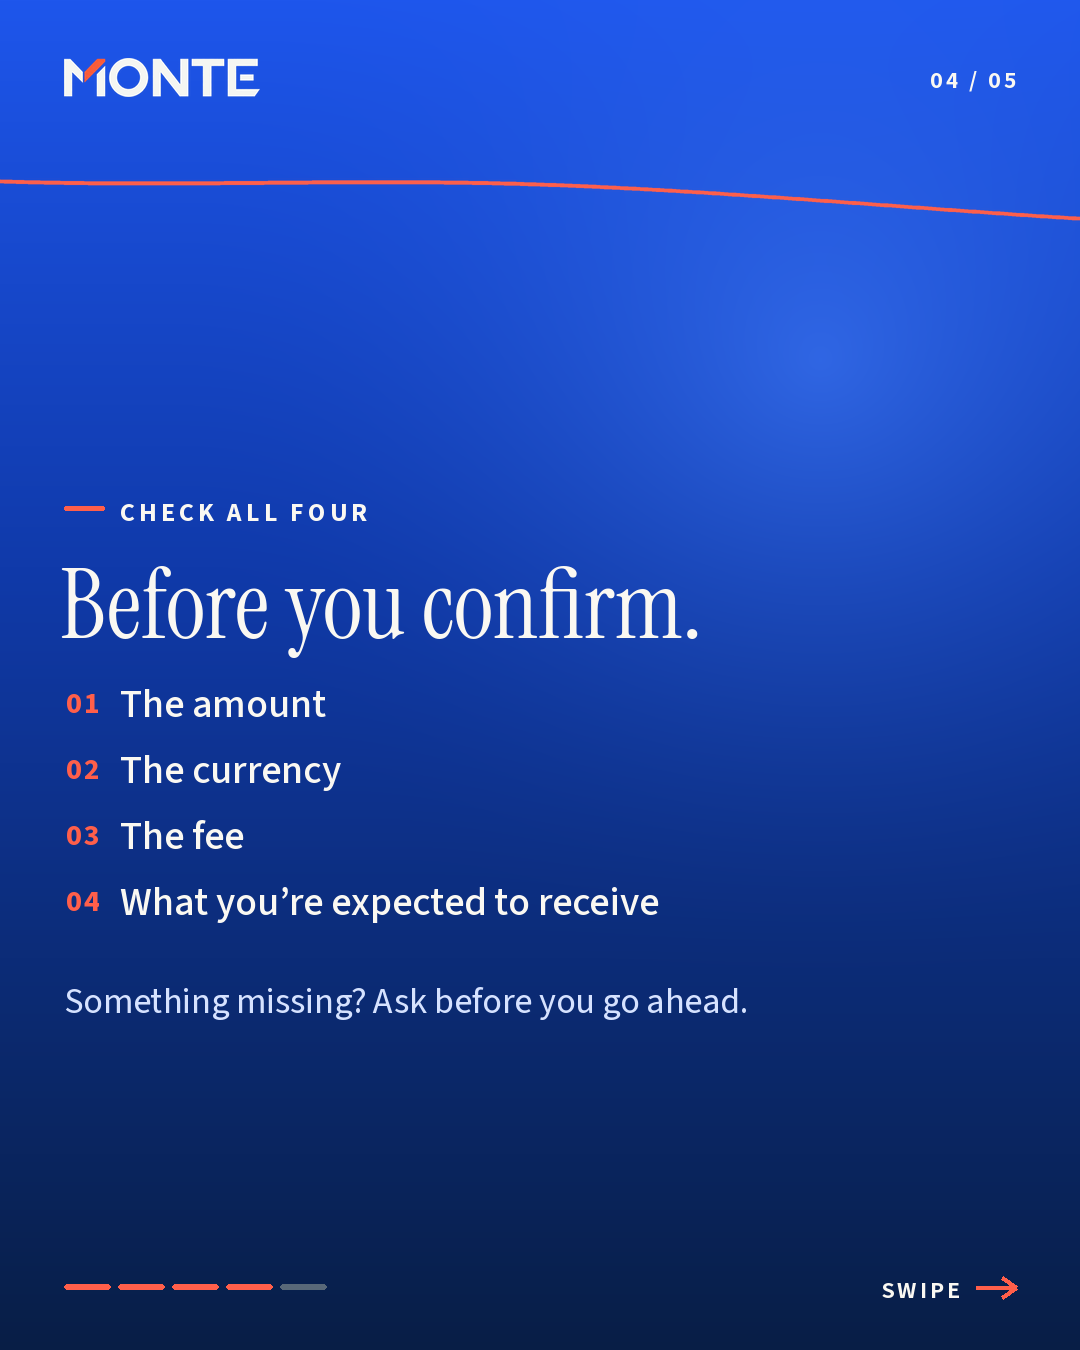 MONTE
04 / 05
CHECK ALL FOUR
Before you confirm.
01 The amount
02 The currency
03 The fee
04 What you’re expected to receive
Something missing? Ask before you go ahead.
SWIPE